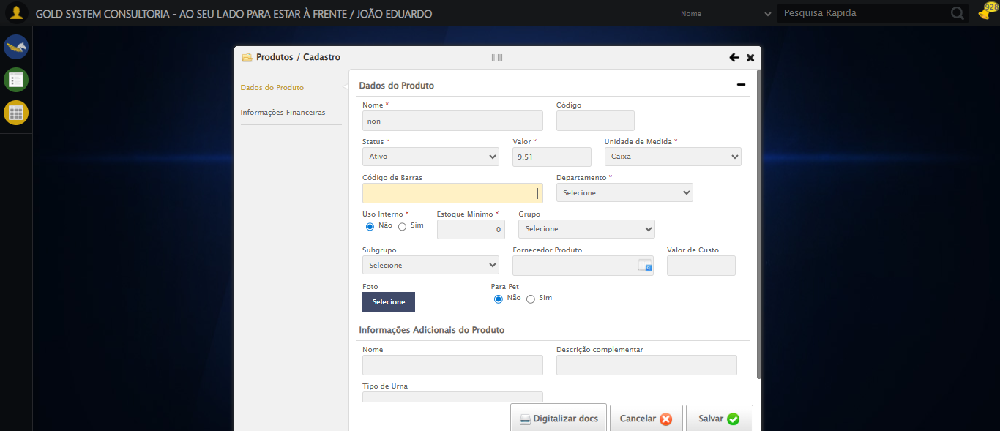 GOLD SYSTEM CONSULTORIA - AO SEU LADO PARA ESTAR À FRENTE / JOÃO EDUARDO
Nome
Pesquisa Rapida
928
Produtos / Cadastro
Dados do Produto
Informações Financeiras
Dados do Produto
Nome *
Código
non
Status *
Valor *
Unidade de Medida *
Ativo
9,51
Caixa
Código de Barras
Departamento *
Selecione
Uso Interno *
Estoque Minimo *
Grupo
Não
Sim
0
Selecione
Subgrupo
Fornecedor Produto
Valor de Custo
Selecione
Foto
Para Pet
Selecione
Não
Sim
Informações Adicionais do Produto
Nome
Descrição complementar
Tipo de Urna
Digitalizar docs
Cancelar
Salvar